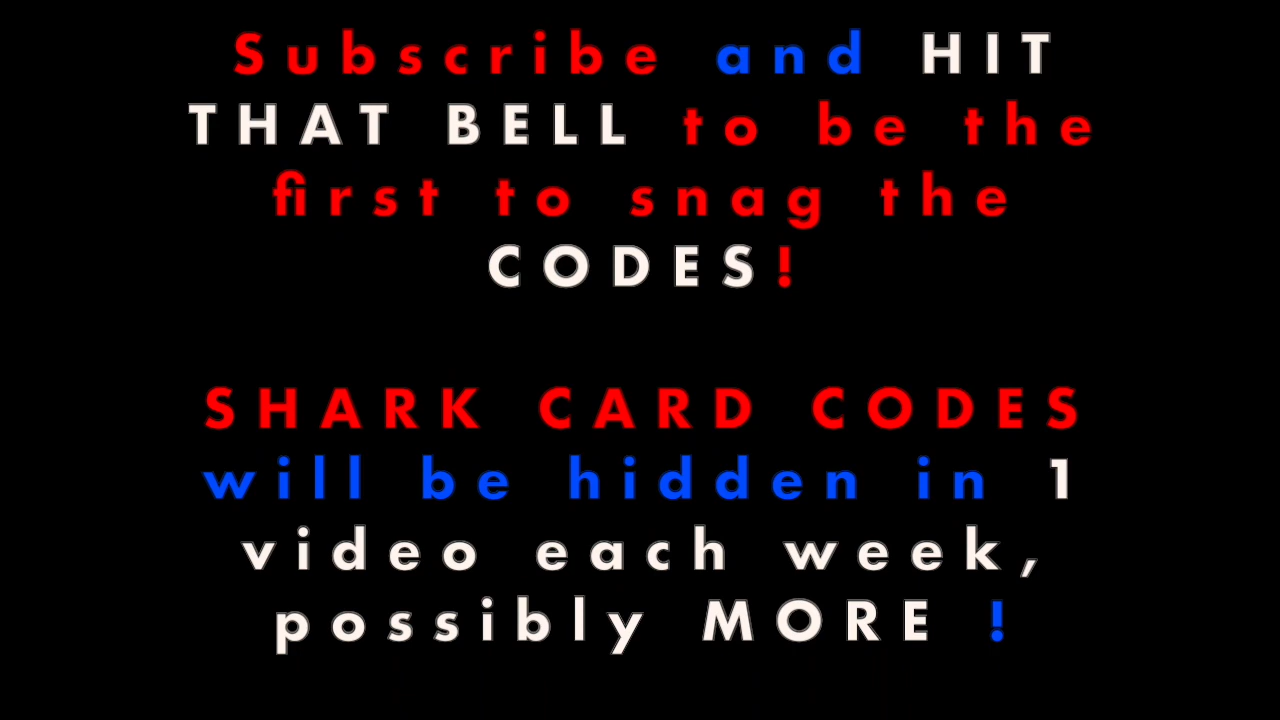 Subscribe and HIT
THAT BELL to be the
first to snag the
CODES!
SHARK CARD CODES
will be hidden in 1
video each week,
possibly MORE !